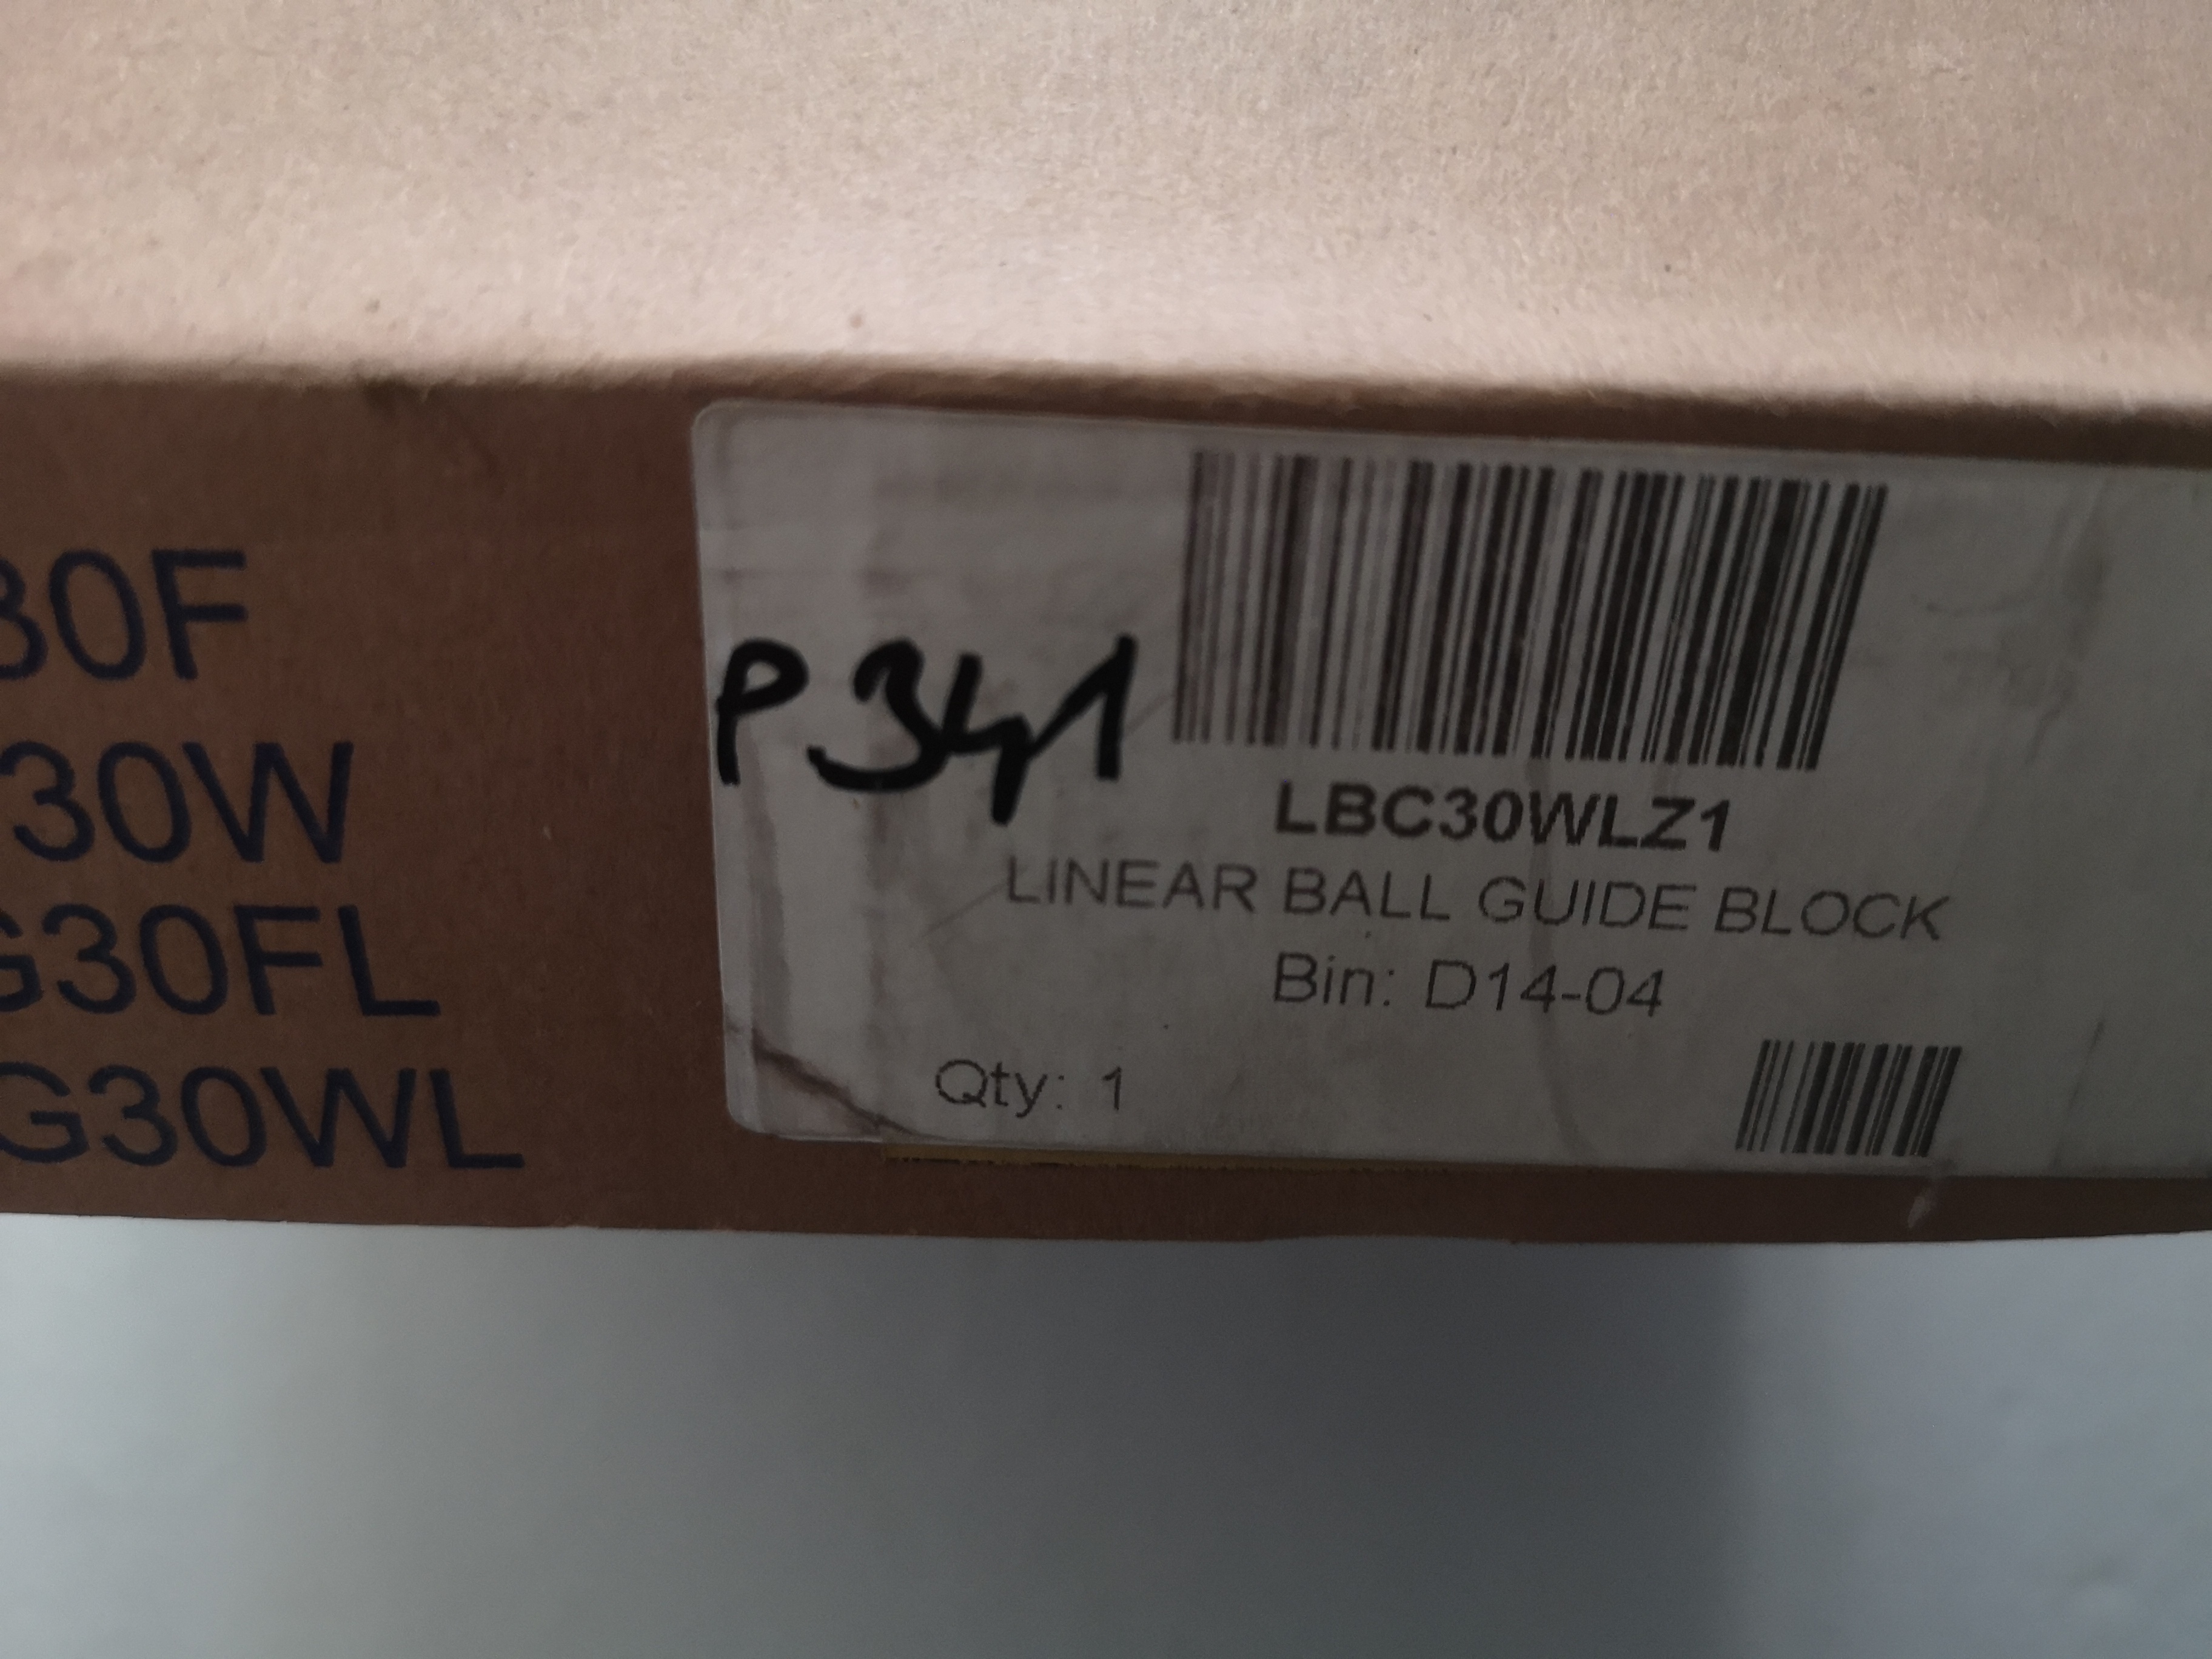 30F
30W
G30FL
G30WL
P341
LBC30WLZ1
LINEAR BALL GUIDE BLOCK
Bin: D14-04
Qty: 1